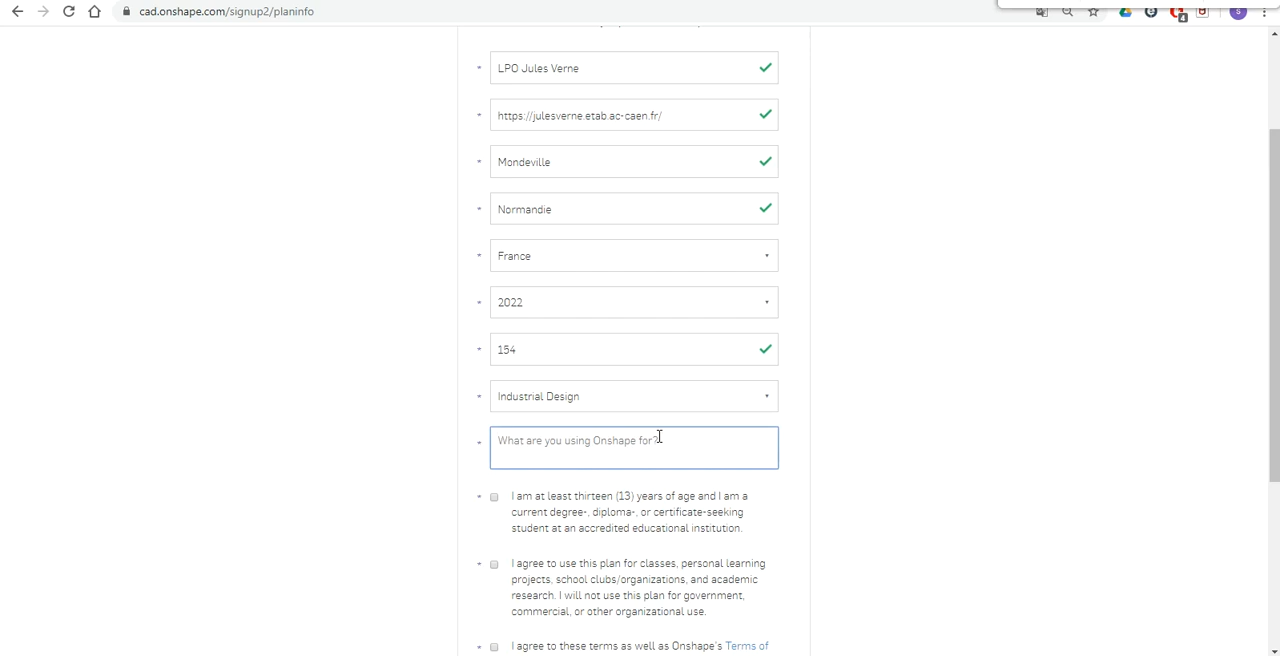 cad.onshape.com/signup2/planinfo
S
4
* LPO Jules Verne
* https://julesverne.etab.ac-caen.fr/
* Mondeville
* Normandie
* France
* 2022
* 154
* Industrial Design
* What are you using Onshape for?
* I am at least thirteen (13) years of age and I am a
current degree-, diploma-, or certificate-seeking
student at an accredited educational institution.
* I agree to use this plan for classes, personal learning
projects, school clubs/organizations, and academic
research. I will not use this plan for government,
commercial, or other organizational use.
* I agree to these terms as well as Onshape's Terms of